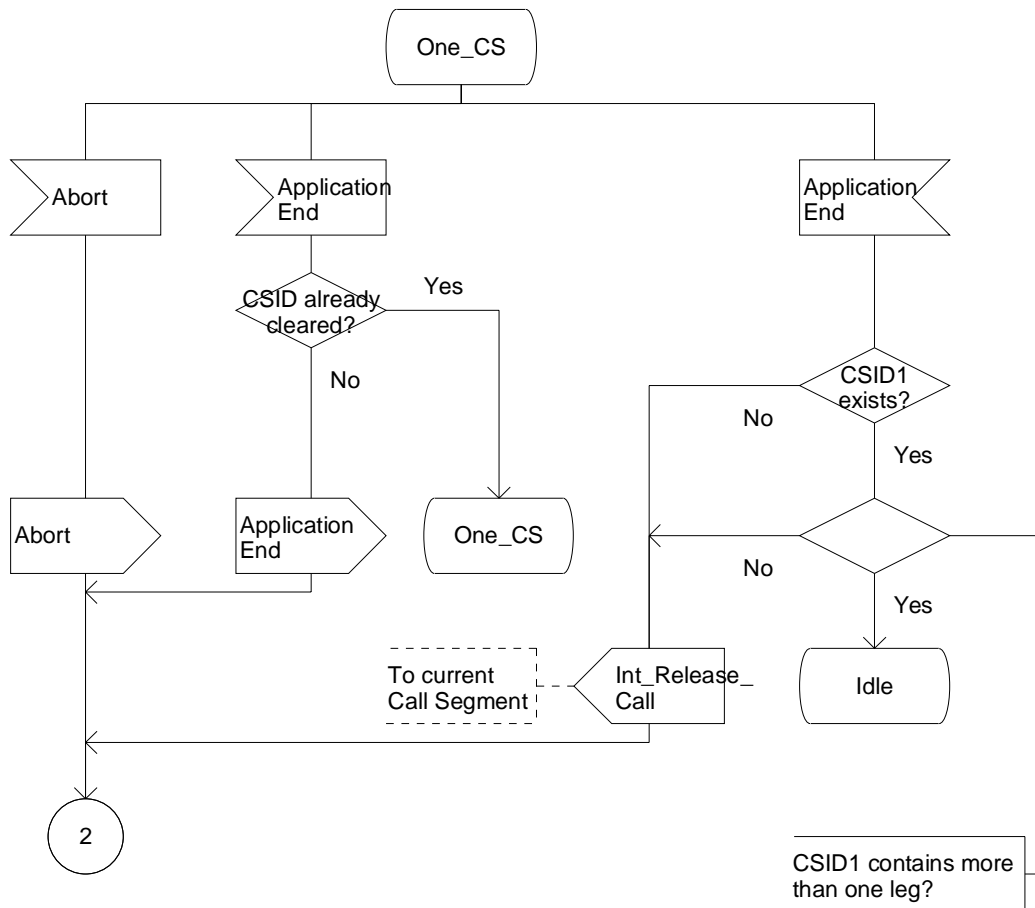 One_CS
Abort
Application
End
Application
End
CSID already
cleared?
Yes
No
CSID1
exists?
No
Yes
Abort
Application
End
One_CS
No
Yes
To current
Call Segment
Int_Release_
Call
Idle
2
CSID1 contains more
than one leg?